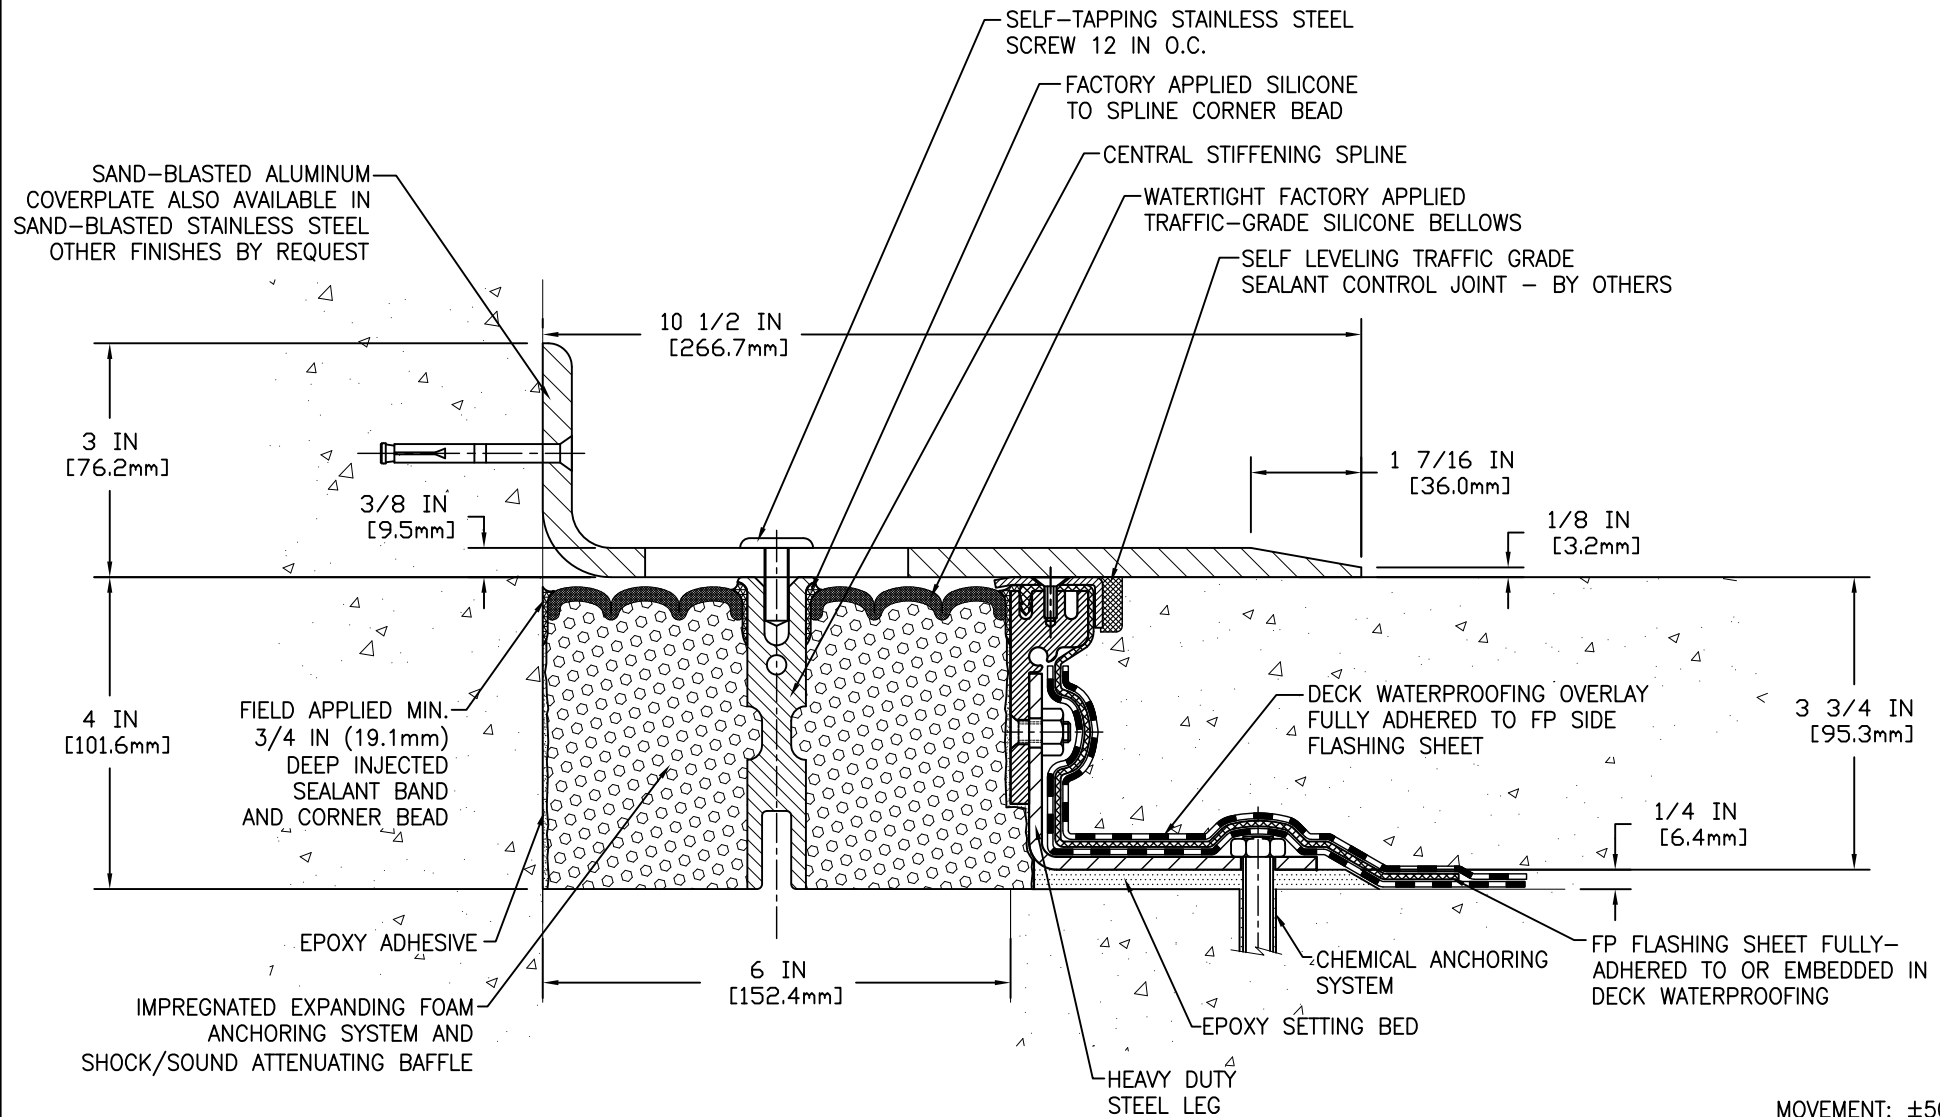 SELF-TAPPING STAINLESS STEEL
SCREW 12 IN O.C.
FACTORY APPLIED SILICONE
TO SPLINE CORNER BEAD
CENTRAL STIFFENING SPLINE
WATERTIGHT FACTORY APPLIED
TRAFFIC-GRADE SILICONE BELLOWS
SELF LEVELING TRAFFIC GRADE
SEALANT CONTROL JOINT - BY OTHERS
SAND-BLASTED ALUMINUM
COVERPLATE ALSO AVAILABLE IN
SAND-BLASTED STAINLESS STEEL
OTHER FINISHES BY REQUEST
10 1/2 IN
[266.7mm]
3 IN
[76.2mm]
3/8 IN
[9.5mm]
1 7/16 IN
[36.0mm]
1/8 IN
[3.2mm]
4 IN
[101.6mm]
FIELD APPLIED MIN.
3/4 IN (19.1mm)
DEEP INJECTED
SEALANT BAND
AND CORNER BEAD
DECK WATERPROOFING OVERLAY
FULLY ADHERED TO FP SIDE
FLASHING SHEET
3 3/4 IN
[95.3mm]
1/4 IN
[6.4mm]
EPOXY ADHESIVE
IMPREGNATED EXPANDING FOAM
ANCHORING SYSTEM AND
SHOCK/SOUND ATTENUATING BAFFLE
6 IN
[152.4mm]
CHEMICAL ANCHORING
SYSTEM
FP FLASHING SHEET FULLY-
ADHERED TO OR EMBEDDED IN
DECK WATERPROOFING
EPOXY SETTING BED
HEAVY DUTY
STEEL LEG
MOVEMENT: